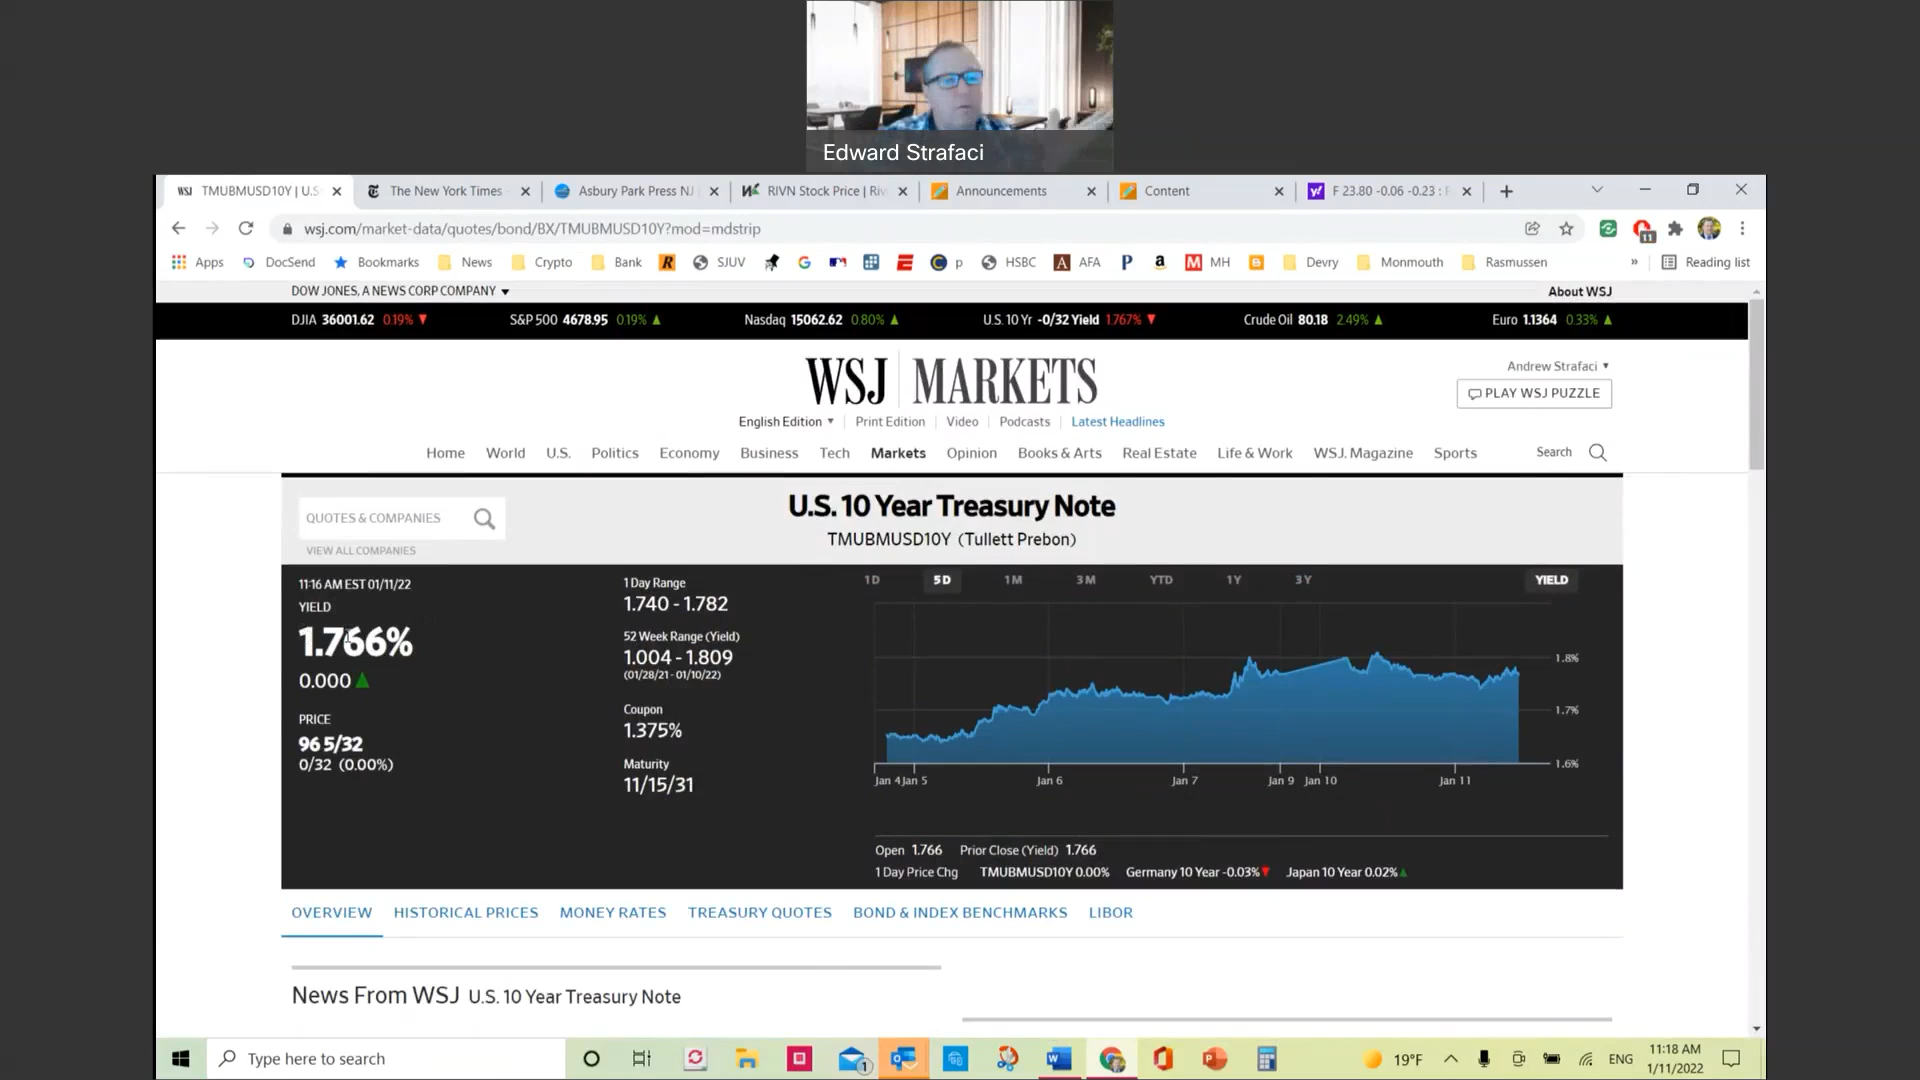 Edward Strafaci
WSJ TMUBMUSD10Y | U.S
The New York Times
Asbury Park Press NJ
RIVN Stock Price | Riv
Announcements
Content
F 23.80 -0.06 -0.23 : F
wsj.com/market-data/quotes/bond/BX/TMUBMUSD10Y?mod=mdstrip
11
Apps DocSend Bookmarks News Crypto Bank R SJUV G C p HSBC A AFA P a M MH Devry Monmouth Rasmussen » Reading list
DOW JONES, A NEWS CORP COMPANY ▼ About WSJ
DJIA 36001.62 0.19% ▼ S&P 500 4678.95 0.19% ▲ Nasdaq 15062.62 0.80% ▲ U.S. 10 Yr -0/32 Yield 1.767% ▼ Crude Oil 80.18 2.49% ▲ Euro 1.1364 0.33% ▲
WSJ | MARKETS
Andrew Strafaci ▼
PLAY WSJ PUZZLE
English Edition ▼ | Print Edition | Video | Podcasts | Latest Headlines
Home World U.S. Politics Economy Business Tech Markets Opinion Books & Arts Real Estate Life & Work WSJ. Magazine Sports Search
QUOTES & COMPANIES
VIEW ALL COMPANIES
U.S. 10 Year Treasury Note
TMUBMUSD10Y (Tullett Prebon)
11:16 AM EST 01/11/22
YIELD
1.766%
0.000 ▲
PRICE
96 5/32
0/32 (0.00%)
1 Day Range
1.740 - 1.782
52 Week Range (Yield)
1.004 - 1.809
(01/28/21 - 01/10/22)
Coupon
1.375%
Maturity
11/15/31
1D 5D 1M 3M YTD 1Y 3Y YIELD
1.8%
1.7%
1.6%
Jan 4 Jan 5 Jan 6 Jan 7 Jan 9 Jan 10 Jan 11
Open 1.766 Prior Close (Yield) 1.766
1 Day Price Chg TMUBMUSD10Y 0.00% Germany 10 Year -0.03% ▼ Japan 10 Year 0.02% ▲
OVERVIEW HISTORICAL PRICES MONEY RATES TREASURY QUOTES BOND & INDEX BENCHMARKS LIBOR
News From WSJ U.S. 10 Year Treasury Note
Type here to search
1
19°F
ENG
11:18 AM
1/11/2022